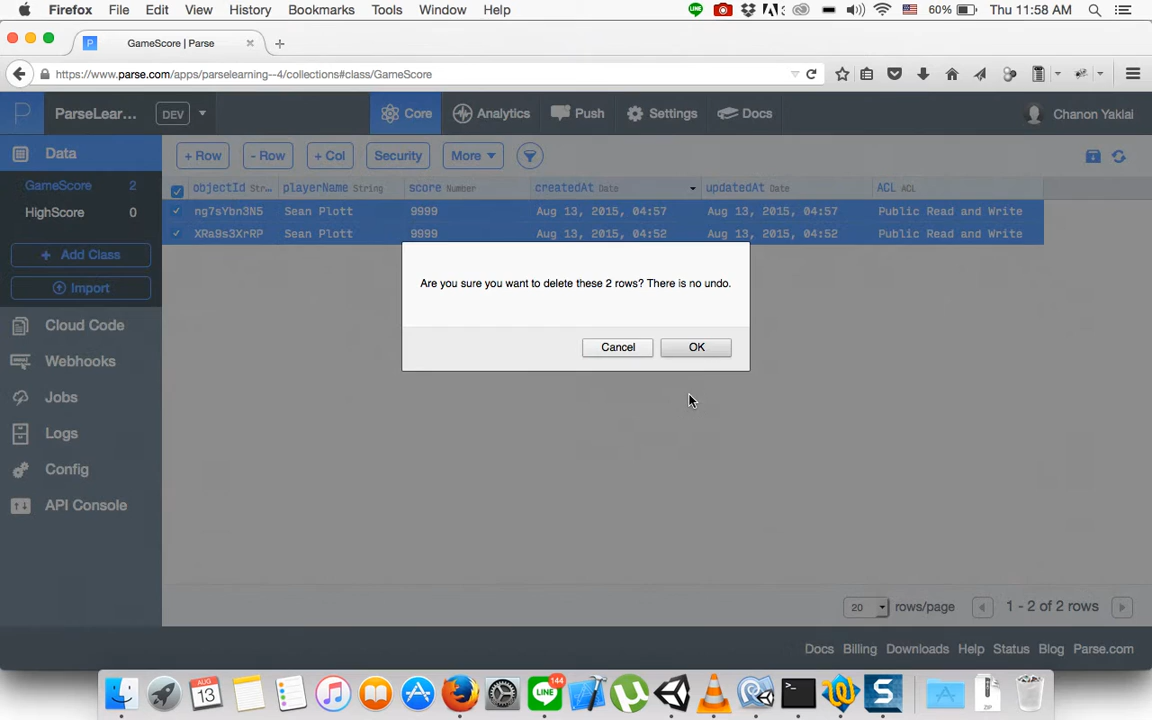 Firefox File Edit View History Bookmarks Tools Window Help 60% Thu 11:58 AM
GameScore | Parse
https://www.parse.com/apps/parselearning--4/collections#class/GameScore
ParseLear... DEV Core Analytics Push Settings Docs Chanon Yaklai
Data + Row - Row + Col Security More
GameScore 2 objectId Str... playerName String score Number createdAt Date updatedAt Date ACL ACL
ng7sYbn3N5 Sean Plott 9999 Aug 13, 2015, 04:57 Aug 13, 2015, 04:57 Public Read and Write
HighScore 0
XRa9s3XrRP Sean Plott 9999 Aug 13, 2015, 04:52 Aug 13, 2015, 04:52 Public Read and Write
+ Add Class
Import
Are you sure you want to delete these 2 rows? There is no undo.
Cancel OK
Cloud Code
Webhooks
Jobs
Logs
Config
API Console
20 rows/page 1 - 2 of 2 rows
Docs Billing Downloads Help Status Blog Parse.com
AUG
13
144
ZIP